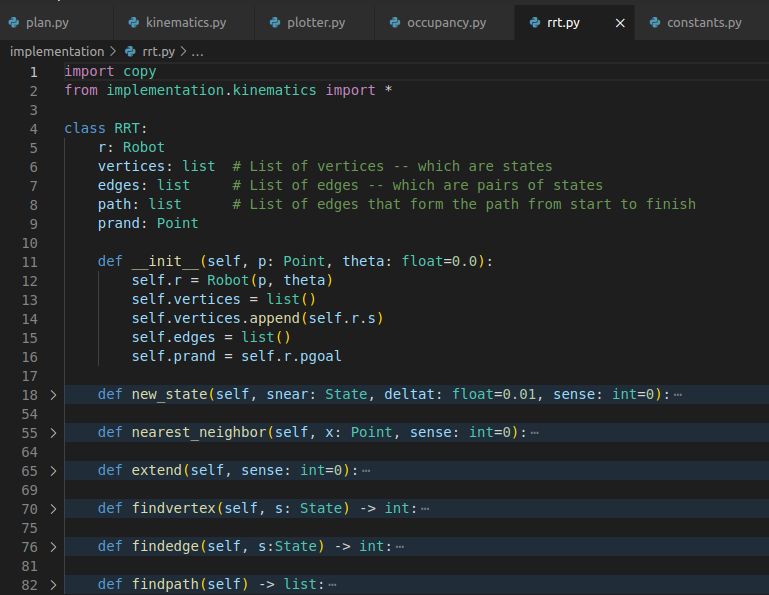 plan.py kinematics.py plotter.py occupancy.py rrt.py × constants.py
implementation > rrt.py > ...
1 import copy
2 from implementation.kinematics import *
3
4 class RRT:
5     r: Robot
6     vertices: list  # List of vertices -- which are states
7     edges: list     # List of edges -- which are pairs of states
8     path: list      # List of edges that form the path from start to finish
9     prand: Point
10
11     def __init__(self, p: Point, theta: float=0.0):
12         self.r = Robot(p, theta)
13         self.vertices = list()
14         self.vertices.append(self.r.s)
15         self.edges = list()
16         self.prand = self.r.pgoal
17
18 >     def new_state(self, snear: State, deltat: float=0.01, sense: int=0):⋯
54
55 >     def nearest_neighbor(self, x: Point, sense: int=0):⋯
64
65 >     def extend(self, sense: int=0):⋯
69
70 >     def findvertex(self, s: State) -> int:⋯
75
76 >     def findedge(self, s:State) -> int:⋯
81
82 >     def findpath(self) -> list:⋯